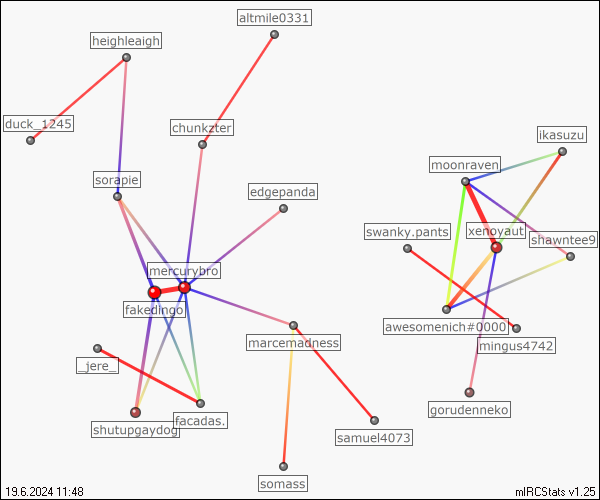 altmile0331
heighleaigh
duck_1245
chunkzter
ikasuzu
moonraven
sorapie
edgepanda
swanky.pants
xenoyaut
shawntee9
mercurybro
fakedingo
awesomenich#0000
marcemadness
mingus4742
_jere_
gorudenneko
facadas.
shutupgaydog
samuel4073
somass
19.6.2024 11:48
mIRCStats v1.25